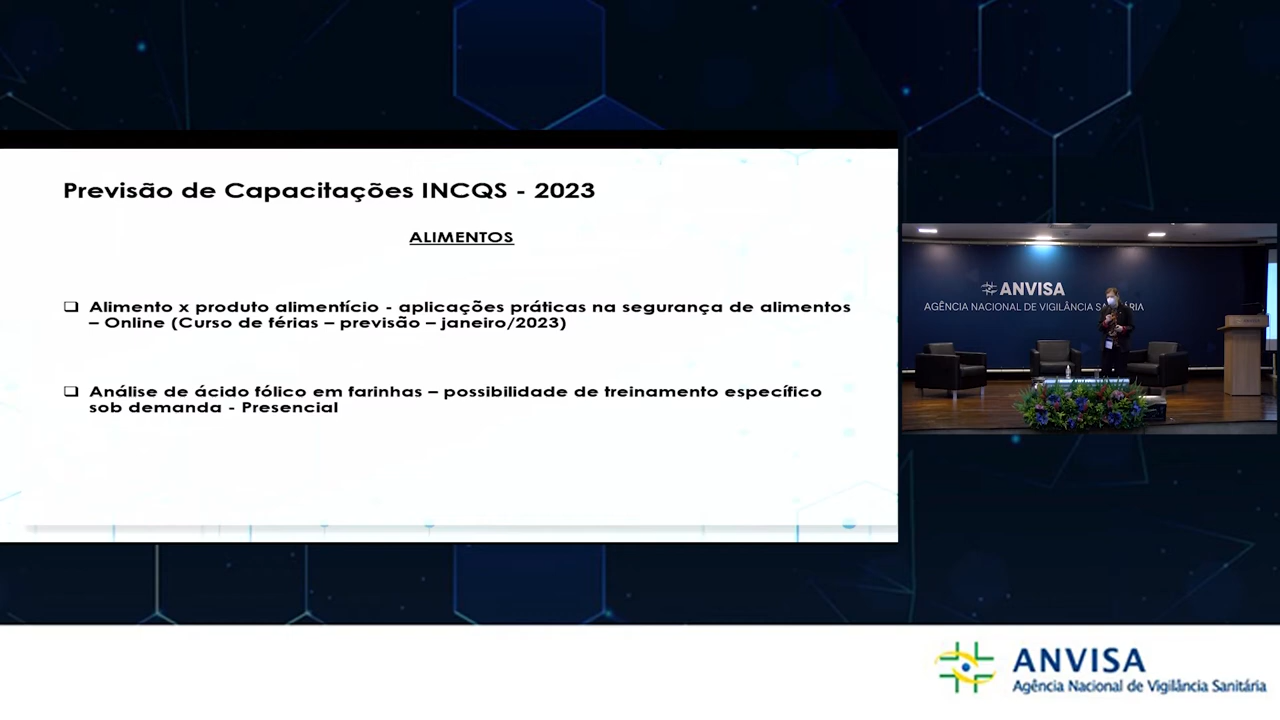 Previsão de Capacitações INCQS - 2023
ALIMENTOS
❑ Alimento x produto alimentício - aplicações práticas na segurança de alimentos
– Online (Curso de férias – previsão – janeiro/2023)
❑ Análise de ácido fólico em farinhas – possibilidade de treinamento específico
sob demanda - Presencial
ANVISA
AGÊNCIA NACIONAL DE VIGILÂNCIA SANITÁRIA
ANVISA
Agência Nacional de Vigilância Sanitária